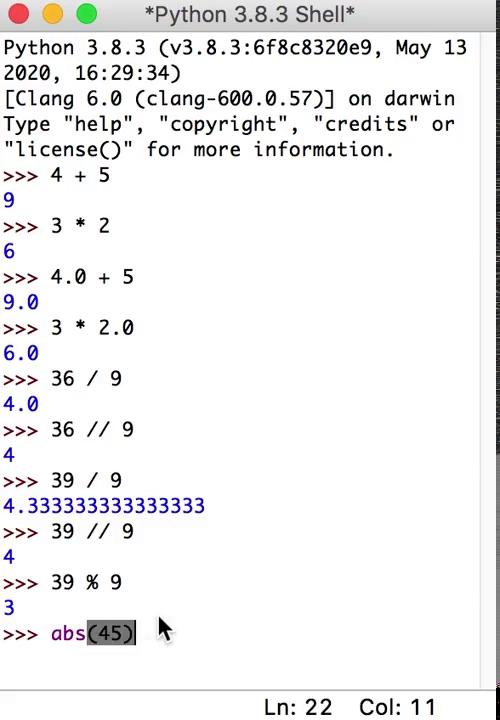 *Python 3.8.3 Shell*
Python 3.8.3 (v3.8.3:6f8c8320e9, May 13
2020, 16:29:34)
[Clang 6.0 (clang-600.0.57)] on darwin
Type "help", "copyright", "credits" or
"license()" for more information.
>>> 4 + 5
9
>>> 3 * 2
6
>>> 4.0 + 5
9.0
>>> 3 * 2.0
6.0
>>> 36 / 9
4.0
>>> 36 // 9
4
>>> 39 / 9
4.333333333333333
>>> 39 // 9
4
>>> 39 % 9
3
>>> abs(45)
Ln: 22 Col: 11